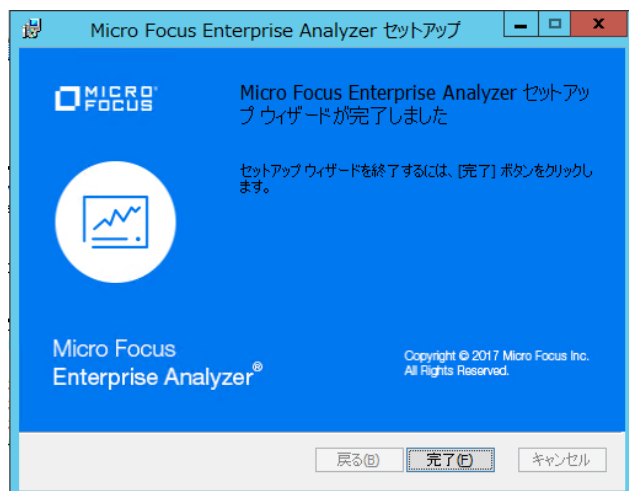 Micro Focus Enterprise Analyzer セットアップ
MICRO
FOCUS
Micro Focus Enterprise Analyzer セットアッ
プ ウィザードが完了しました
セットアップ ウィザードを終了するには、[完了] ボタンをクリックし
ます。
Micro Focus
Enterprise Analyzer®
Copyright © 2017 Micro Focus Inc.
All Rights Reserved.
戻る(B) 完了(F) キャンセル